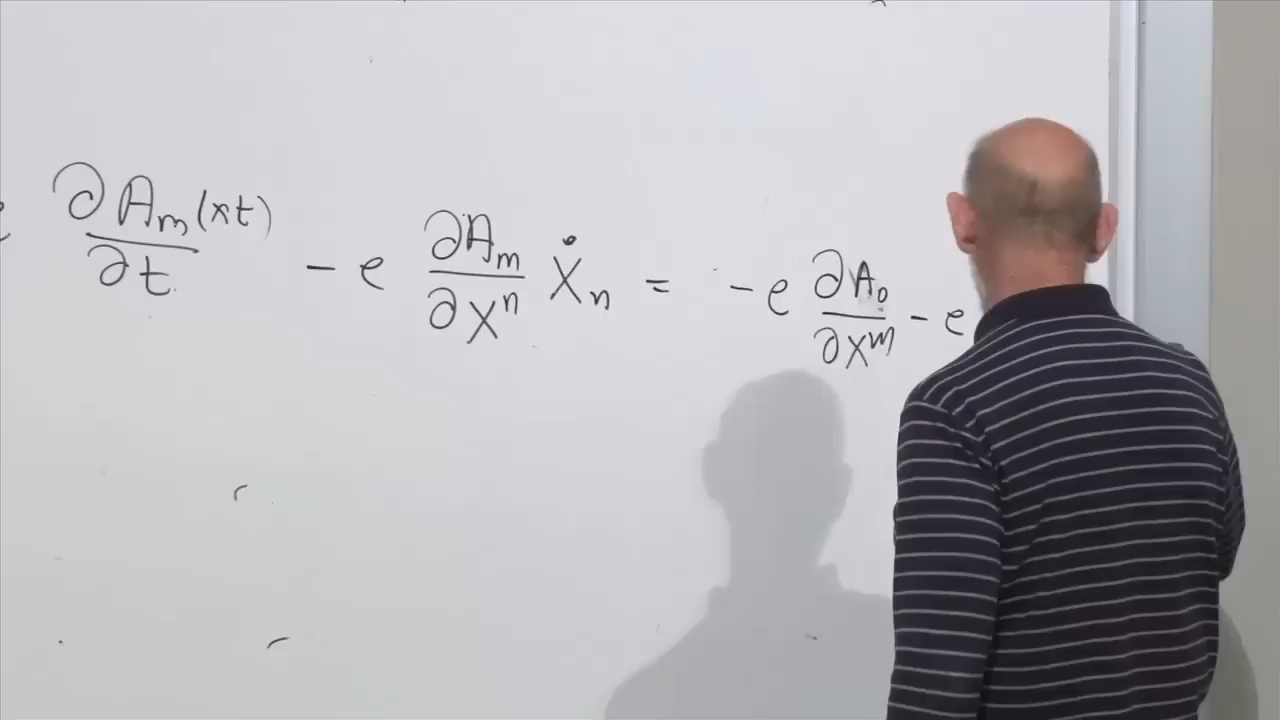 ∂A_m(xt)/∂t − e ∂A_m/∂X^n Ẋ_n = −e ∂A_0/∂X^m − e